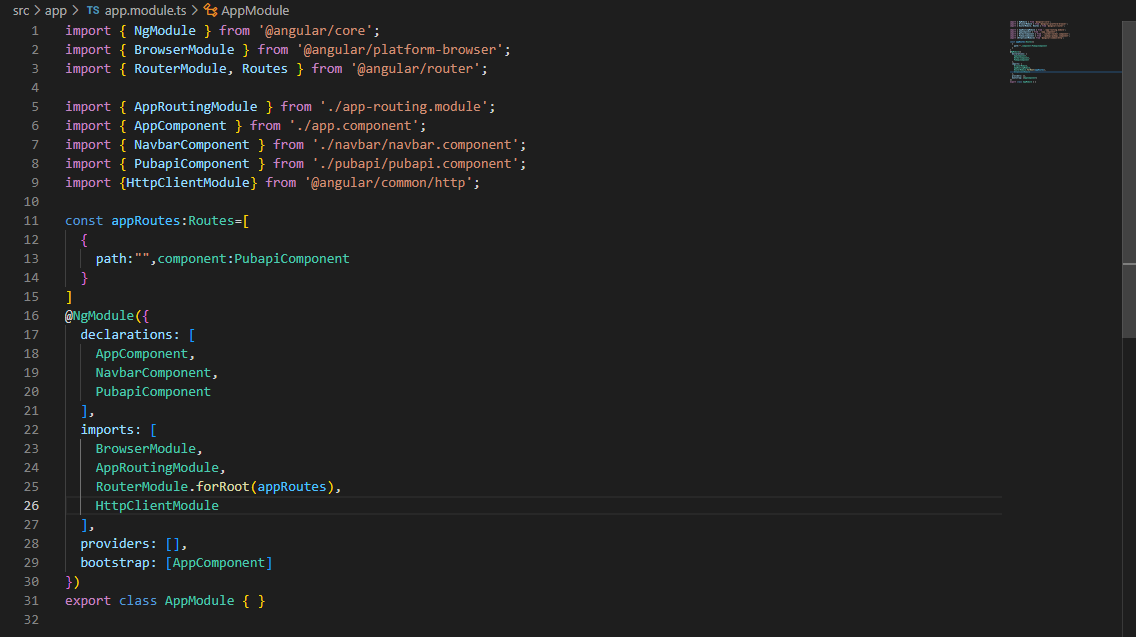 src > app > TS app.module.ts > AppModule
1 import { NgModule } from '@angular/core';
2 import { BrowserModule } from '@angular/platform-browser';
3 import { RouterModule, Routes } from '@angular/router';
4
5 import { AppRoutingModule } from './app-routing.module';
6 import { AppComponent } from './app.component';
7 import { NavbarComponent } from './navbar/navbar.component';
8 import { PubapiComponent } from './pubapi/pubapi.component';
9 import {HttpClientModule} from '@angular/common/http';
10
11 const appRoutes:Routes=[
12   {
13     path:"",component:PubapiComponent
14   }
15 ]
16 @NgModule({
17   declarations: [
18     AppComponent,
19     NavbarComponent,
20     PubapiComponent
21   ],
22   imports: [
23     BrowserModule,
24     AppRoutingModule,
25     RouterModule.forRoot(appRoutes),
26     HttpClientModule
27   ],
28   providers: [],
29   bootstrap: [AppComponent]
30 })
31 export class AppModule { }
32